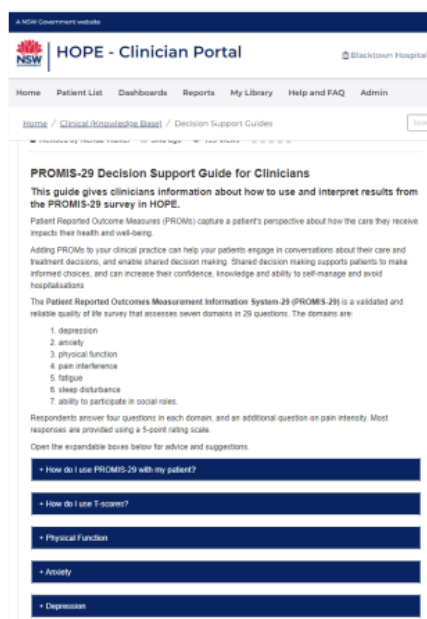 A NSW Government website
NSW
HOPE - Clinician Portal
Blacktown Hospital
Home Patient List Dashboards Reports My Library Help and FAQ Admin
Home / Clinical (Knowledge Base) / Decision Support Guides
ago
PROMIS-29 Decision Support Guide for Clinicians
This guide gives clinicians information about how to use and interpret results from
the PROMIS-29 survey in HOPE.
Patient Reported Outcome Measures (PROMs) capture a patient's perspective about how the care they receive
impacts their health and well-being.
Adding PROMs to your clinical practice can help your patients engage in conversations about their care and
treatment decisions, and enable shared decision making. Shared decision making supports patients to make
informed choices, and can increase their confidence, knowledge and ability to self-manage and avoid
hospitalisations
The Patient Reported Outcomes Measurement Information System-29 (PROMIS-29) is a validated and
reliable quality of life survey that assesses seven domains in 29 questions. The domains are:
1. depression
2. anxiety
3. physical function
4. pain interference
5. fatigue
6. sleep disturbance
7. ability to participate in social roles.
Respondents answer four questions in each domain, and an additional question on pain intensity. Most
responses are provided using a 5-point rating scale.
Open the expandable boxes below for advice and suggestions.
+ How do I use PROMIS-29 with my patient?
+ How do I use T-scores?
+ Physical Function
+ Anxiety
+ Depression